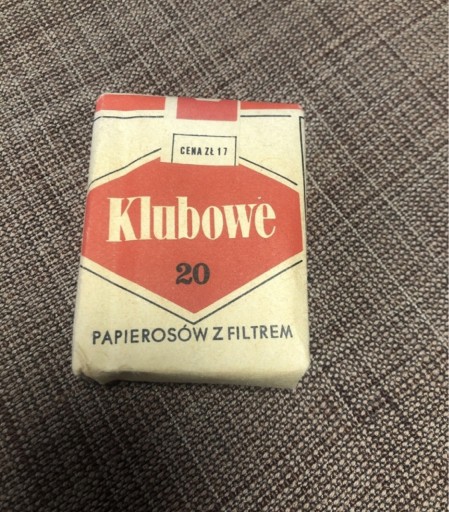 CENA ZŁ 17
Klubowe
20
PAPIEROSÓW Z FILTREM